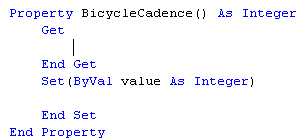 Property BicycleCadence() As Integer
Get
End Get
Set(ByVal value As Integer)
End Set
End Property